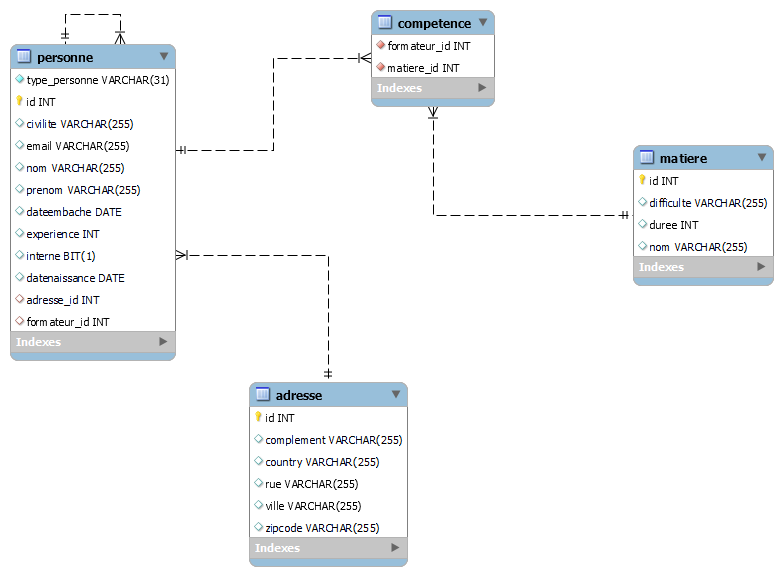 personne
type_personne VARCHAR(31)
id INT
civilite VARCHAR(255)
email VARCHAR(255)
nom VARCHAR(255)
prenom VARCHAR(255)
dateembache DATE
experience INT
interne BIT(1)
datenaissance DATE
adresse_id INT
formateur_id INT
Indexes
competence
formateur_id INT
matiere_id INT
Indexes
matiere
id INT
difficulte VARCHAR(255)
duree INT
nom VARCHAR(255)
Indexes
adresse
id INT
complement VARCHAR(255)
country VARCHAR(255)
rue VARCHAR(255)
ville VARCHAR(255)
zipcode VARCHAR(255)
Indexes